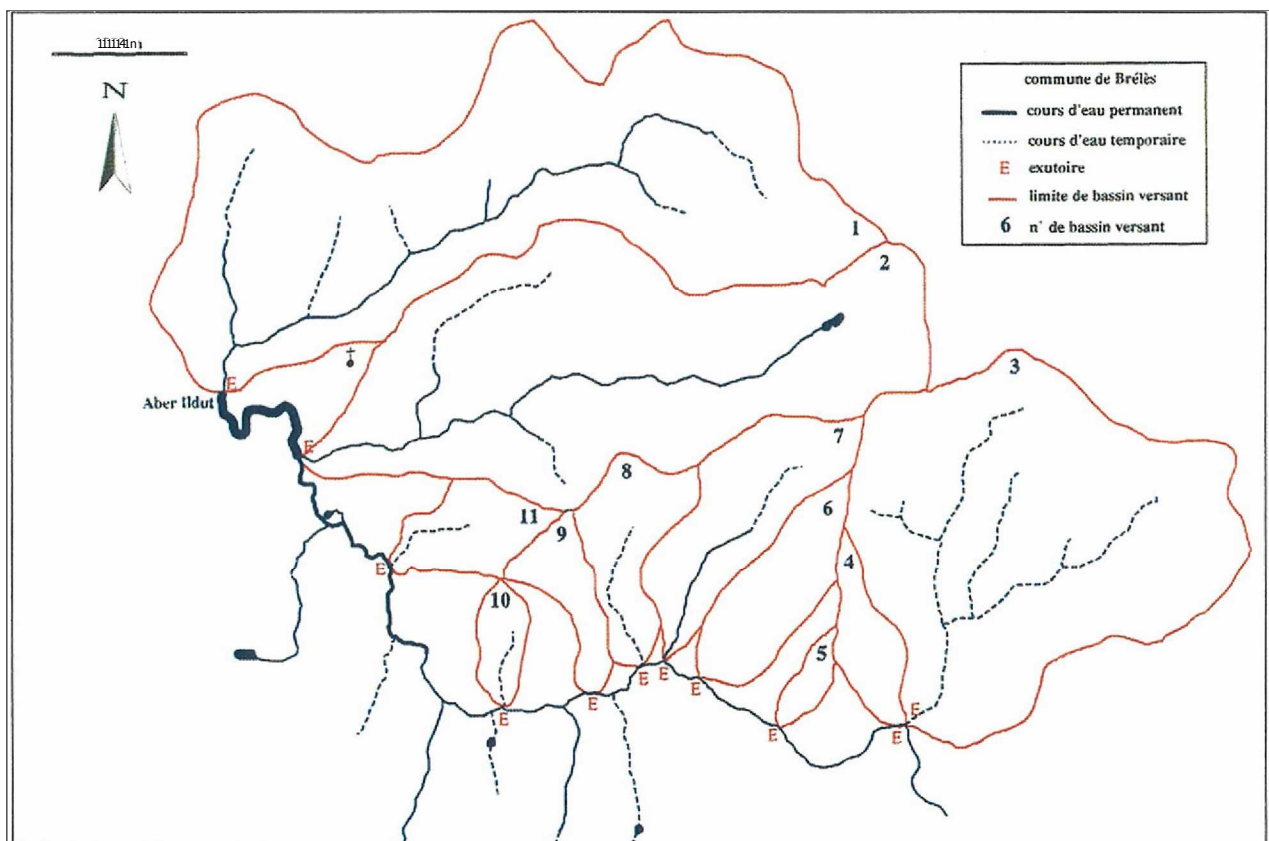 N
commune de Brélès
cours d'eau permanent
cours d'eau temporaire
E exutoire
limite de bassin versant
6 n° de bassin versant
1
2
3
Aber Ildut
E
E
7
8
6
11
9
4
E
10
5
E
E
E
E
E
E
E
E